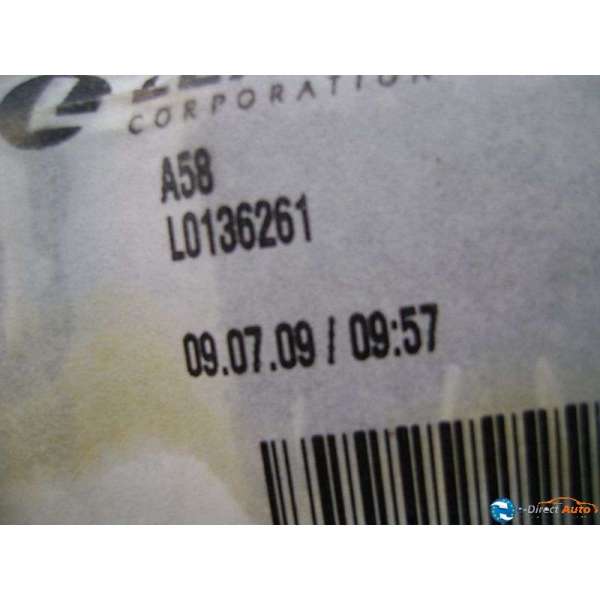 CORPORATION
A58
L0136261
09.07.09 / 09:57
e-Direct Auto